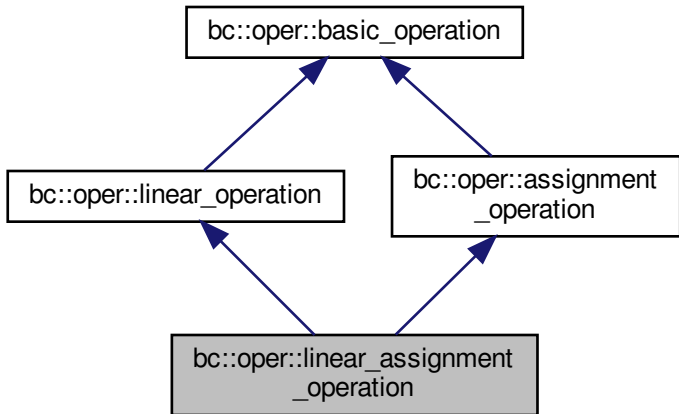 bc::oper::basic_operation
bc::oper::linear_operation
bc::oper::assignment
_operation
bc::oper::linear_assignment
_operation